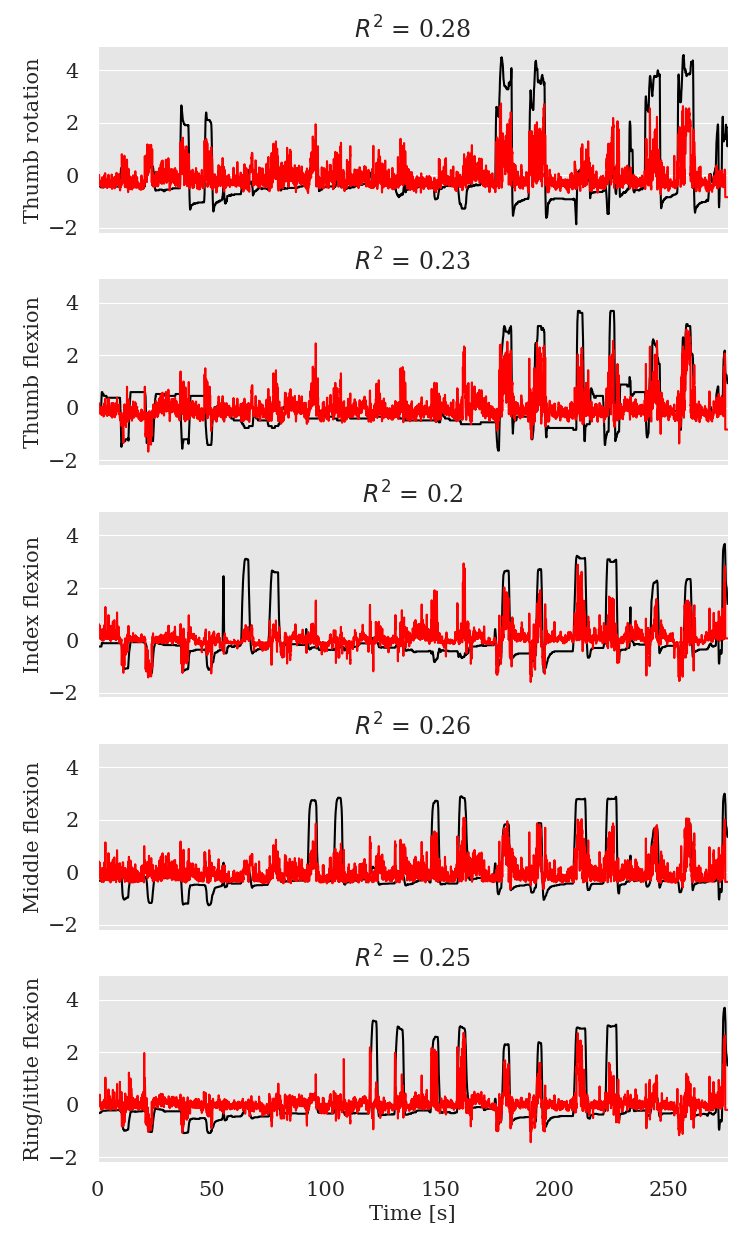 R² = 0.28
Thumb rotation
4
2
0
−2
R² = 0.23
Thumb flexion
4
2
0
−2
R² = 0.2
Index flexion
4
2
0
−2
R² = 0.26
Middle flexion
4
2
0
−2
R² = 0.25
Ring/little flexion
4
2
0
−2
0 50 100 150 200 250
Time [s]